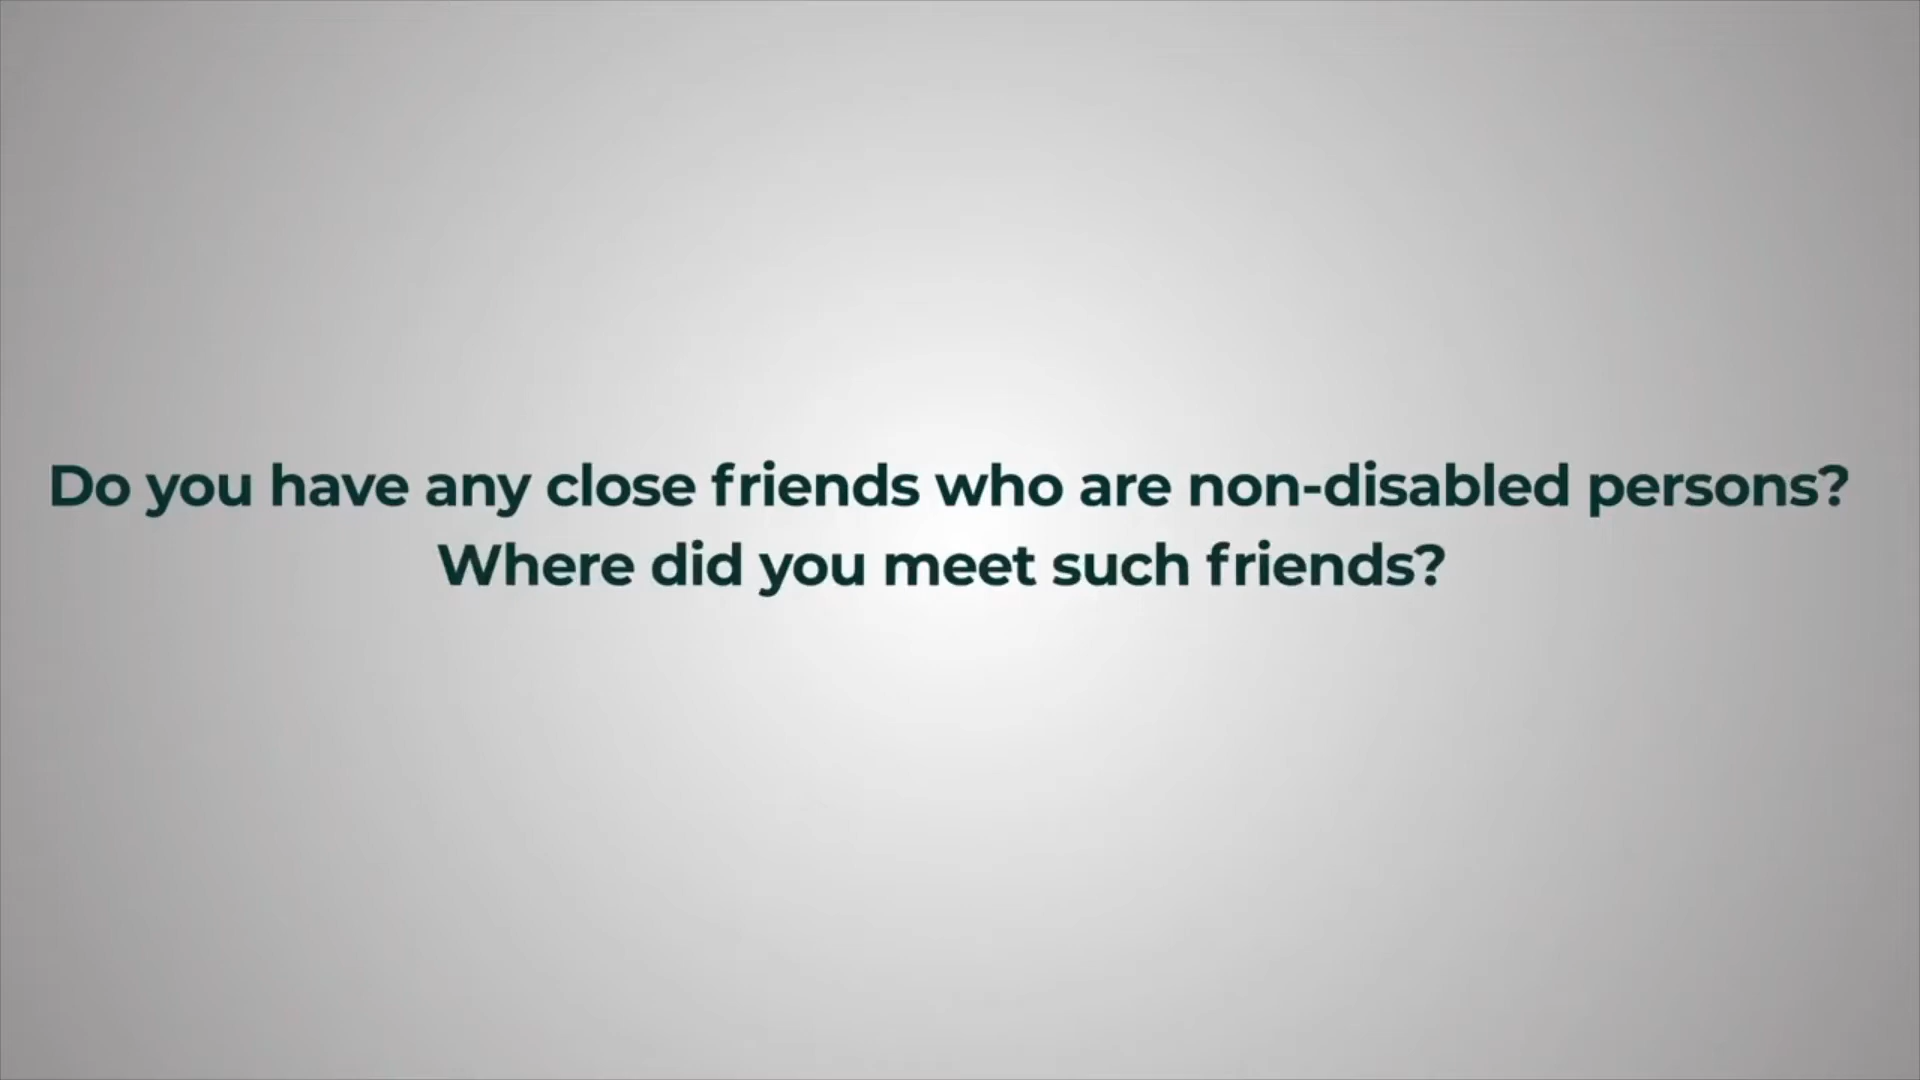 Do you have any close friends who are non-disabled persons?
Where did you meet such friends?